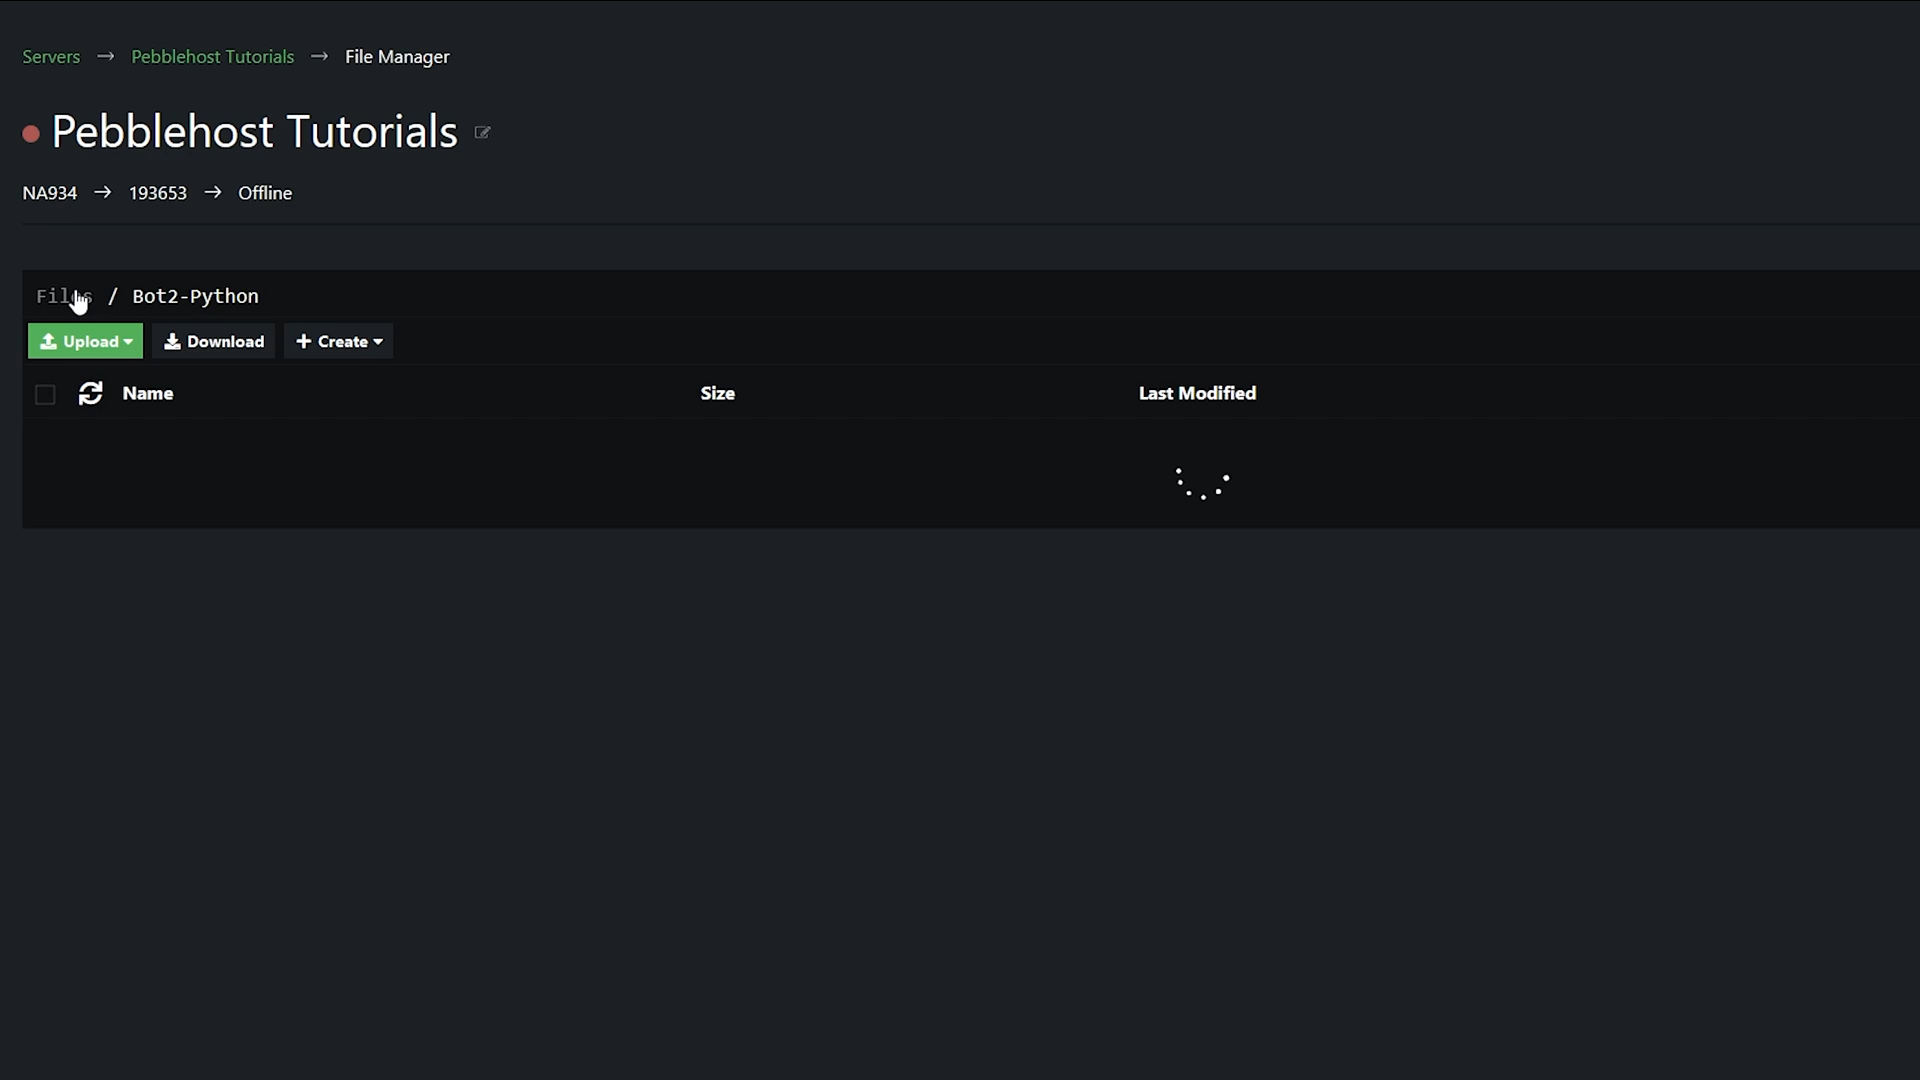 Servers → Pebblehost Tutorials → File Manager
Pebblehost Tutorials
NA934 → 193653 → Offline
Files / Bot2-Python
Upload Download + Create
Name Size Last Modified